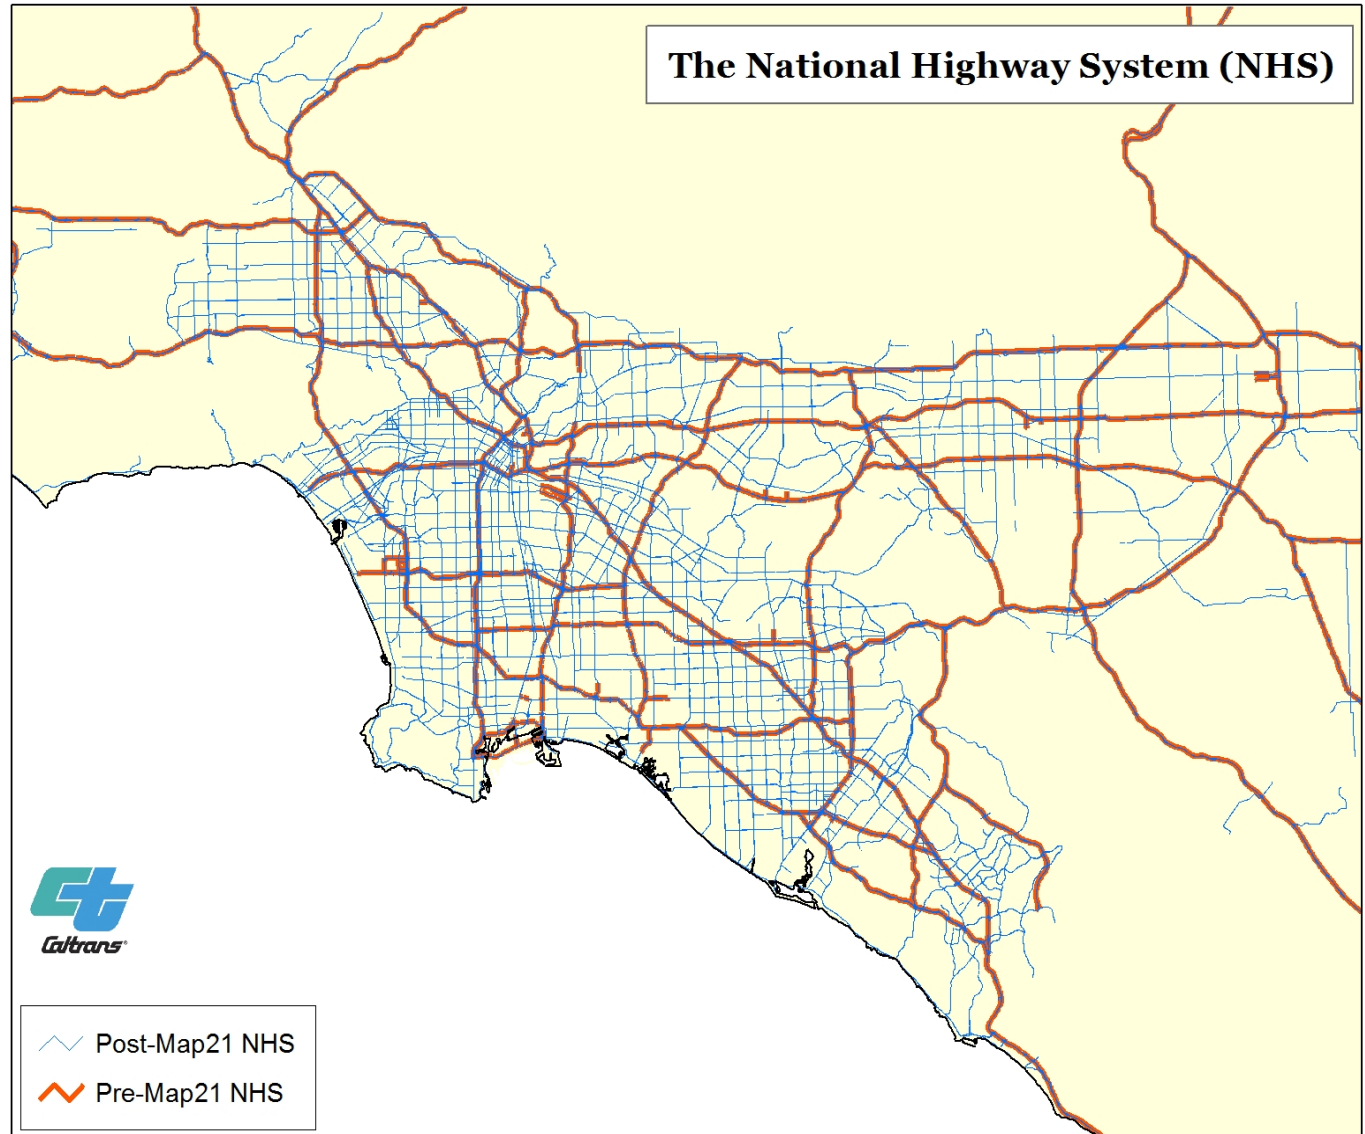 The National Highway System (NHS)
Caltrans®
Post-Map21 NHS
Pre-Map21 NHS